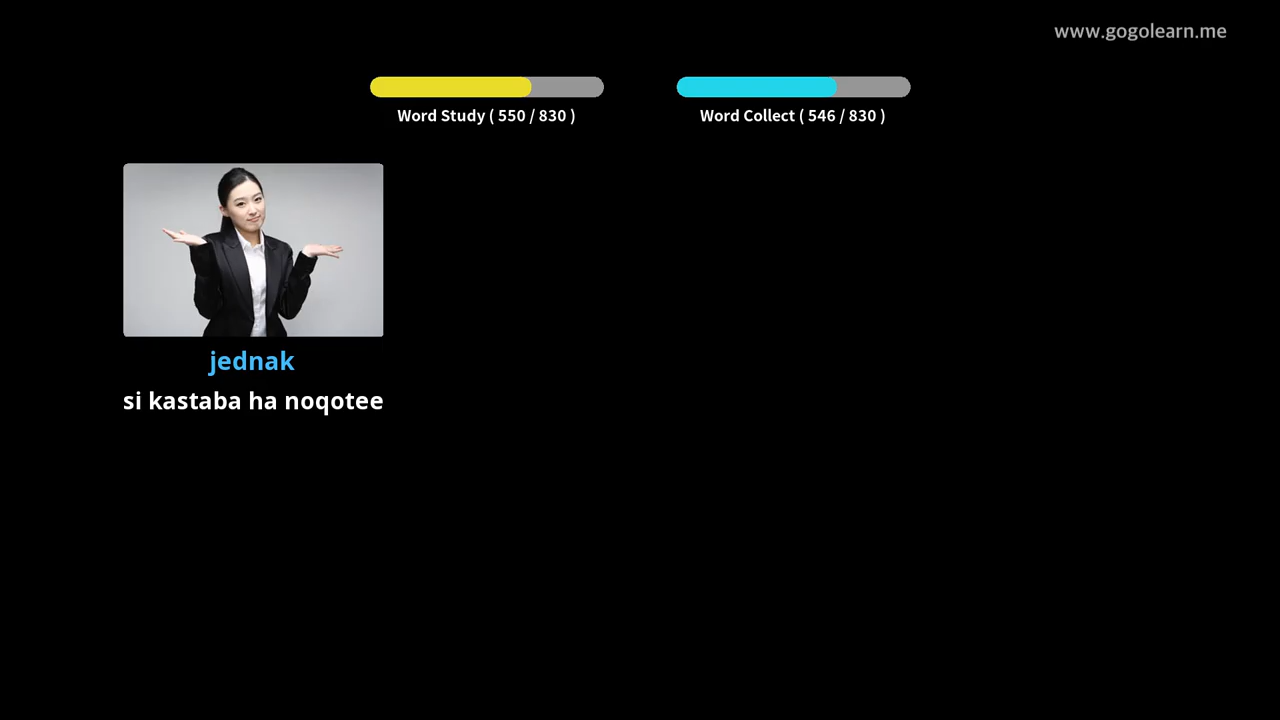 www.gogolearn.me
Word Study ( 550 / 830 )
Word Collect ( 546 / 830 )
jednak
si kastaba ha noqotee